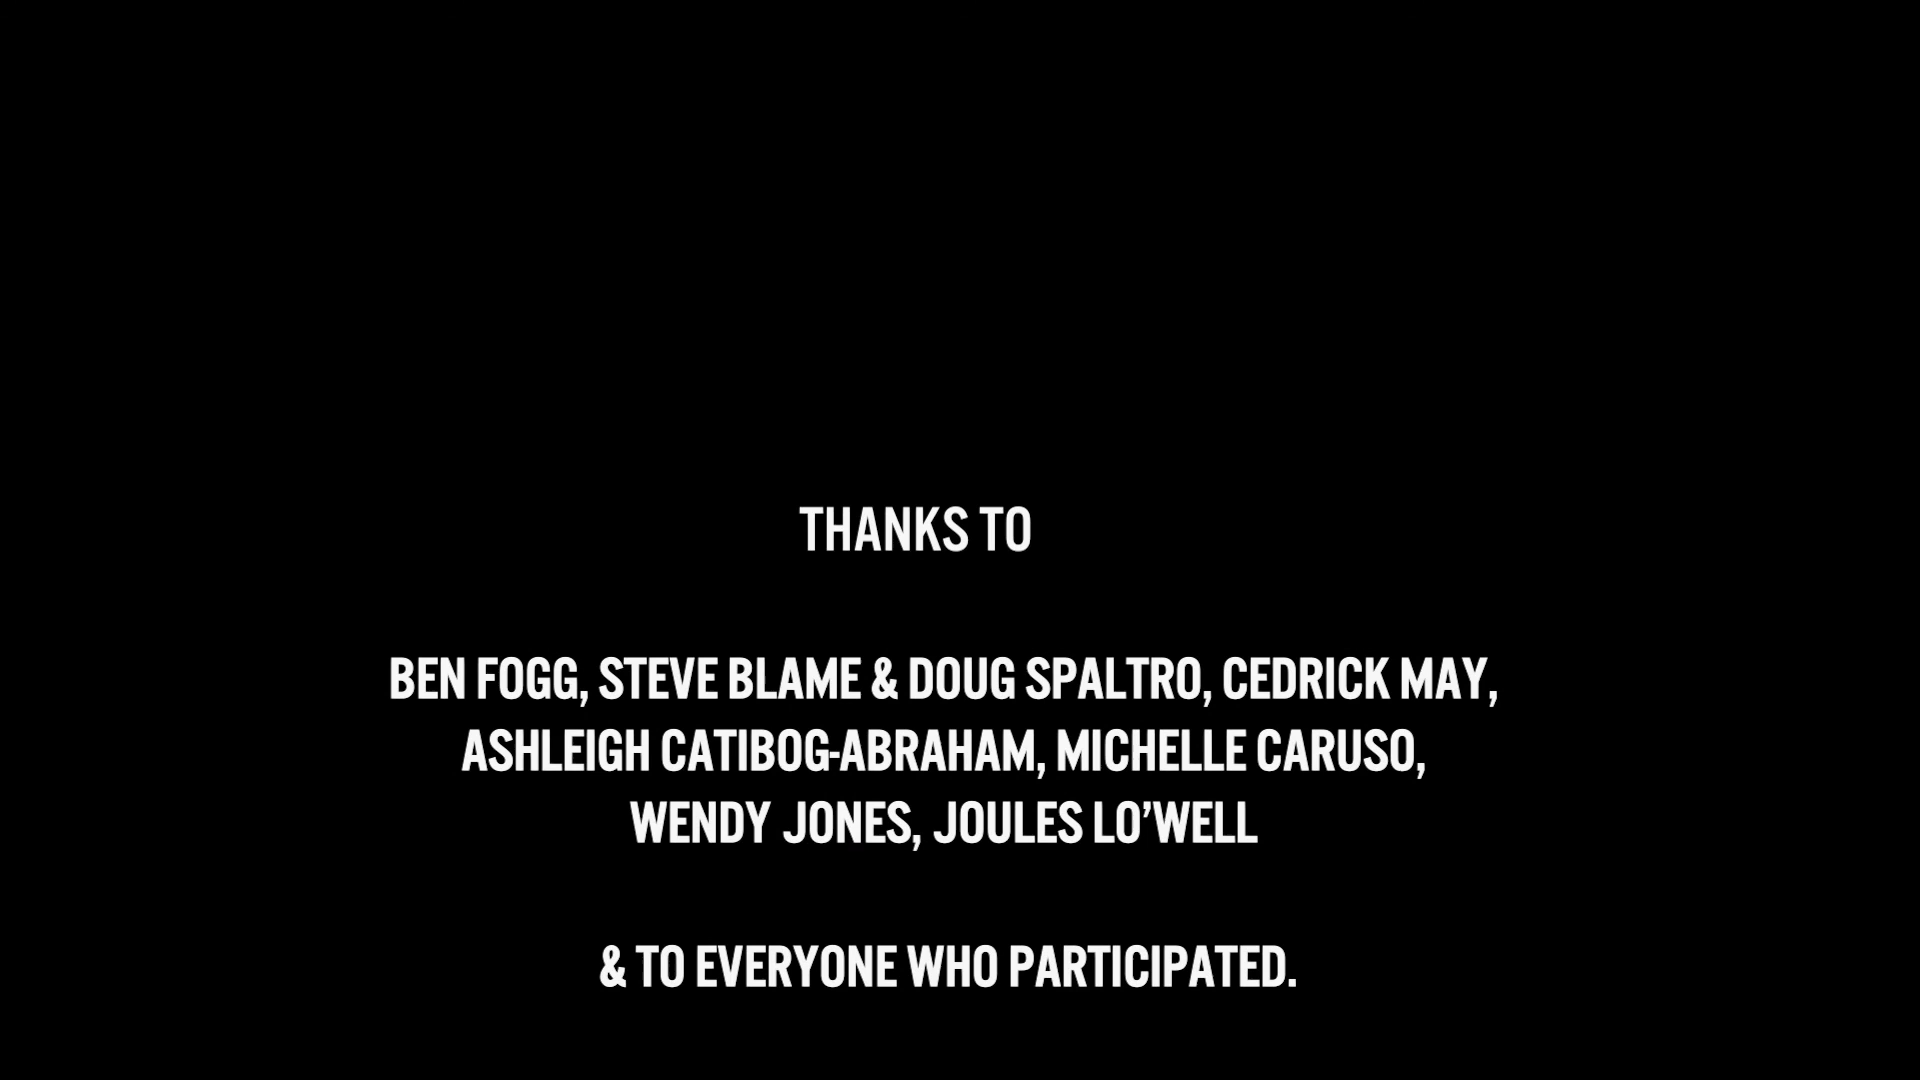 THANKS TO
BEN FOGG, STEVE BLAME & DOUG SPALTRO, CEDRICK MAY,
ASHLEIGH CATIBOG-ABRAHAM, MICHELLE CARUSO,
WENDY JONES, JOULES LO’WELL
& TO EVERYONE WHO PARTICIPATED.